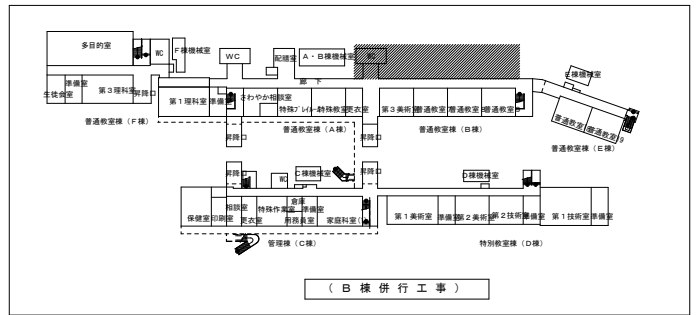 多目的室
WC
F棟機械室
WC
配膳室
A・B棟機械室
WC
E棟機械室
廊 下
準備室
生徒会室
第3理科室
昇降口
第1理科室
準備室
さわやか相談室
特殊プレイルーム
特殊教室
更衣室
第3美術室
普通教室
普通教室
普通教室
普通教室
普通教室
普通教室棟(F棟)
普通教室棟(A棟)
普通教室棟(B棟)
普通教室棟(E棟)
昇降口
昇降口
昇降口
昇降口
WC
C棟機械室
D棟機械室
保健室
印刷室
相談室
更衣室
特殊作業室
倉庫
用務員室
準備室
家庭科室
第1美術室
準備室
第2美術室
第2技術室
準備室
第1技術室
準備室
管理棟(C棟)
特別教室棟(D棟)
(B棟併行工事)